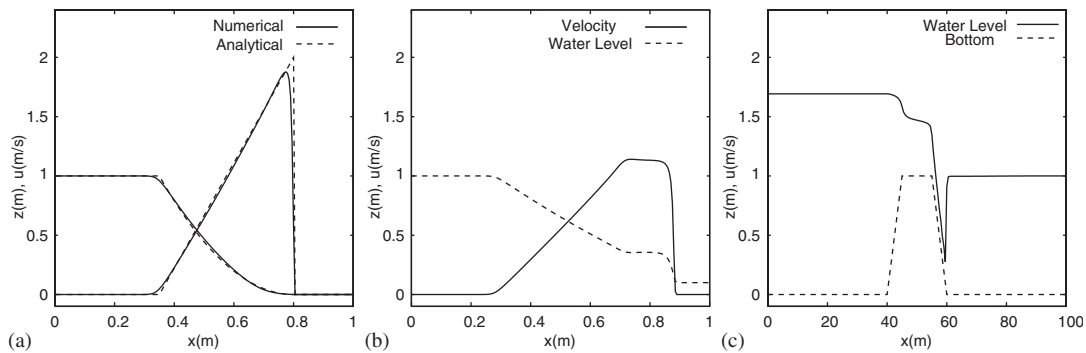 Numerical
Analytical
2
1.5
1
0.5
0
z(m), u(m/s)
0 0.2 0.4 0.6 0.8 1
x(m)
(a)
Velocity
Water Level
2
1.5
1
0.5
0
z(m), u(m/s)
0 0.2 0.4 0.6 0.8 1
x(m)
(b)
Water Level
Bottom
2
1.5
1
0.5
0
z(m), u(m/s)
0 20 40 60 80 100
x(m)
(c)